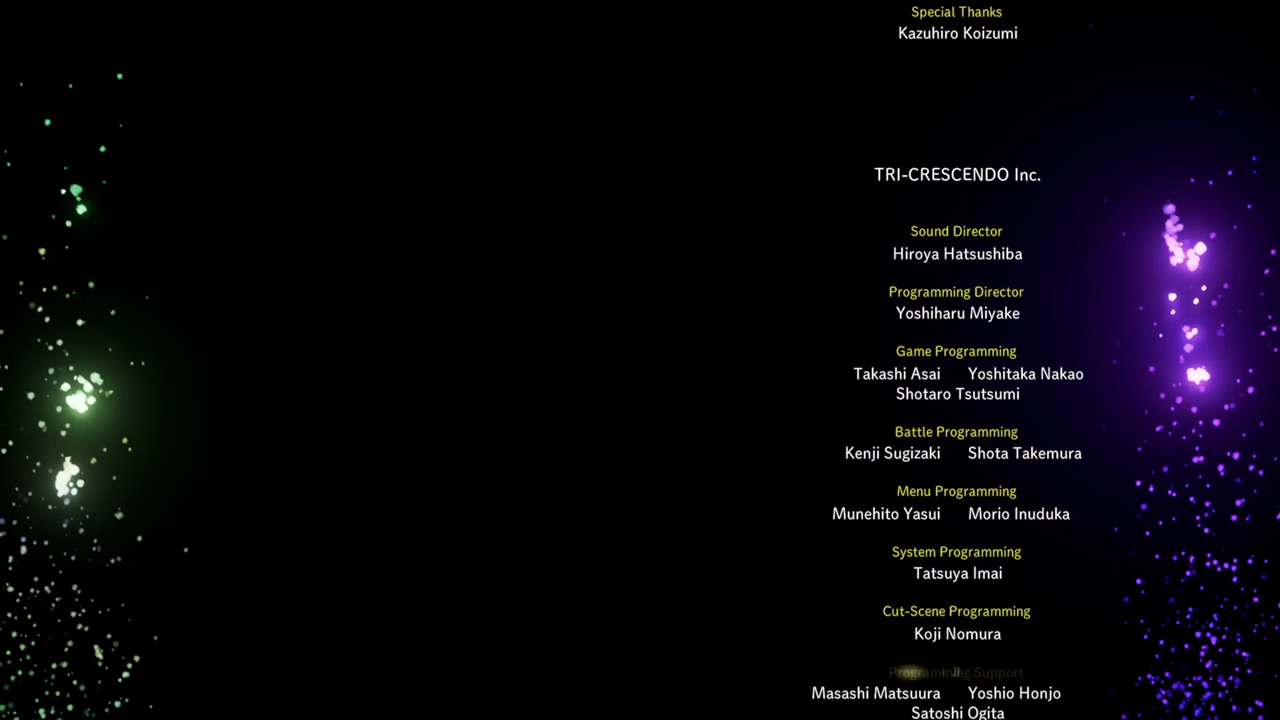 Special Thanks
Kazuhiro Koizumi
TRI-CRESCENDO Inc.
Sound Director
Hiroya Hatsushiba
Programming Director
Yoshiharu Miyake
Game Programming
Takashi Asai Yoshitaka Nakao
Shotaro Tsutsumi
Battle Programming
Kenji Sugizaki Shota Takemura
Menu Programming
Munehito Yasui Morio Inuduka
System Programming
Tatsuya Imai
Cut-Scene Programming
Koji Nomura
Programming Support
Masashi Matsuura Yoshio Honjo
Satoshi Ogita